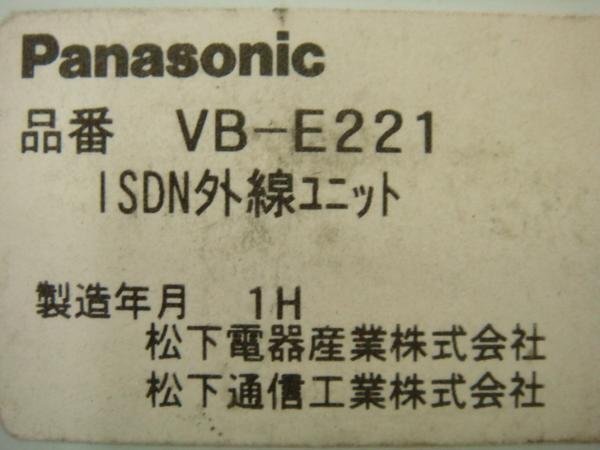 Panasonic
品番 VB-E221
ISDN外線ユニット
製造年月 1H
松下電器産業株式会社
松下通信工業株式会社